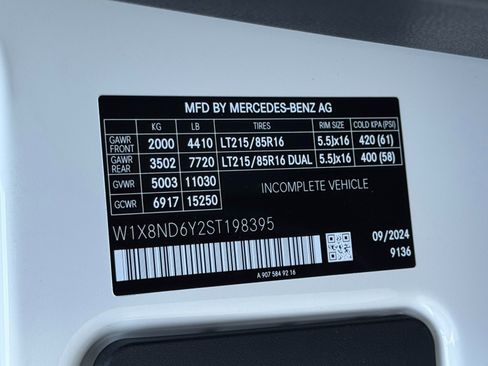 MFD BY MERCEDES-BENZ AG
KG LB TIRES RIM SIZE COLD KPA (PSI)
GAWR FRONT 2000 4410 LT215/85R16 5.5Jx16 420 (61)
GAWR REAR 3502 7720 LT215/85R16 DUAL 5.5Jx16 400 (58)
GVWR 5003 11030 INCOMPLETE VEHICLE
GCWR 6917 15250
W1X8ND6Y2ST198395
09/2024
9136
A 907 584 92 16